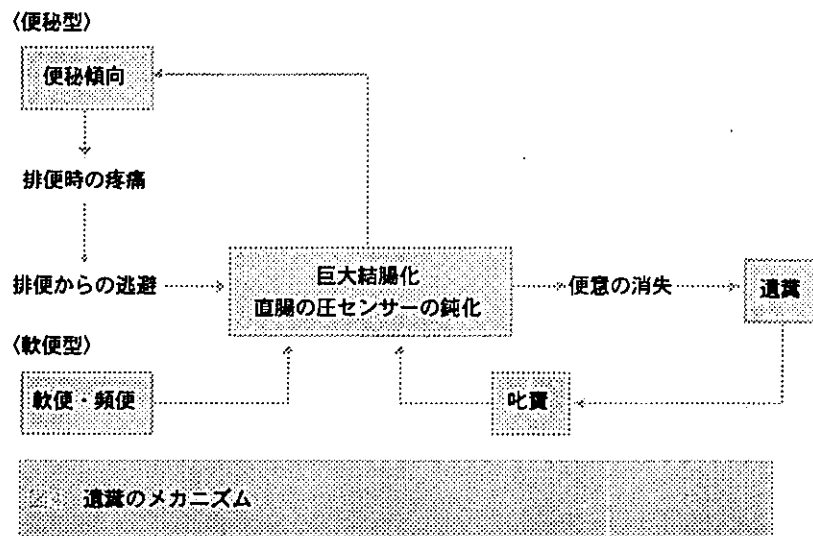 〈便秘型〉
便秘傾向
排便時の疼痛
排便からの逃避
巨大結腸化
直腸の圧センサーの鈍化
便意の消失
遺糞
〈軟便型〉
軟便・頻便
叱責
遺糞のメカニズム